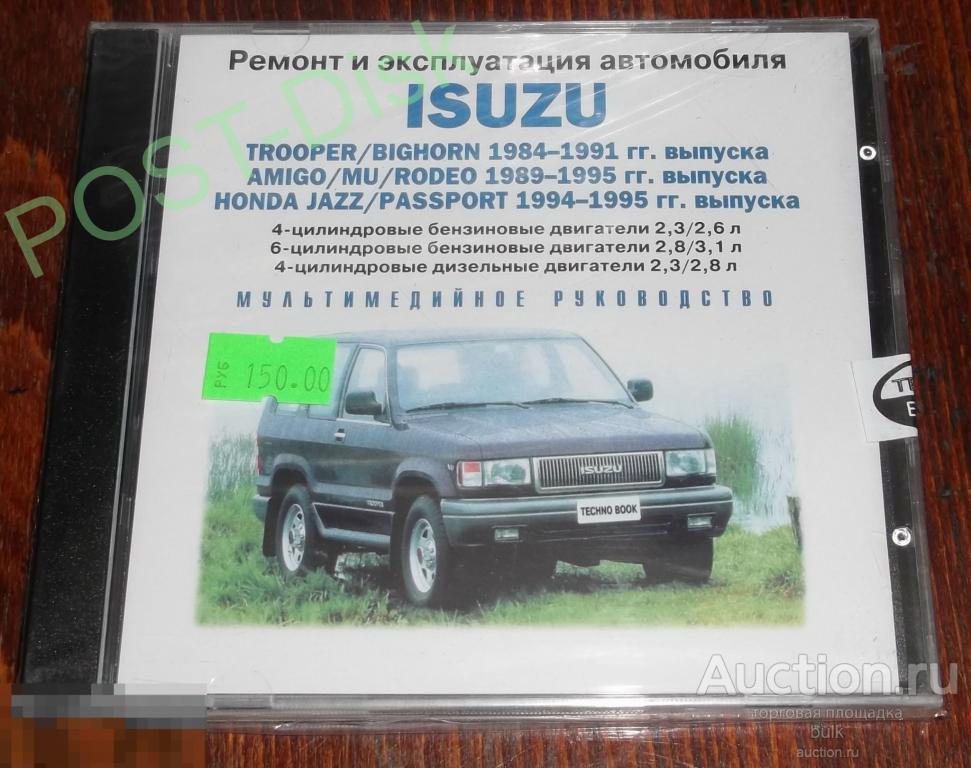 Ремонт и эксплуатация автомобиля
ISUZU
TROOPER/BIGHORN 1984–1991 гг. выпуска
AMIGO/MU/RODEO 1989–1995 гг. выпуска
HONDA JAZZ/PASSPORT 1994–1995 гг. выпуска
4-цилиндровые бензиновые двигатели 2,3/2,6 л
6-цилиндровые бензиновые двигатели 2,8/3,1 л
4-цилиндровые дизельные двигатели 2,3/2,8 л
МУЛЬТИМЕДИЙНОЕ РУКОВОДСТВО
POST-Disk
РУБ 150.00
ISUZU
TECHNO BOOK
Auction.ru
торговая площадка
bulk
auction.ru